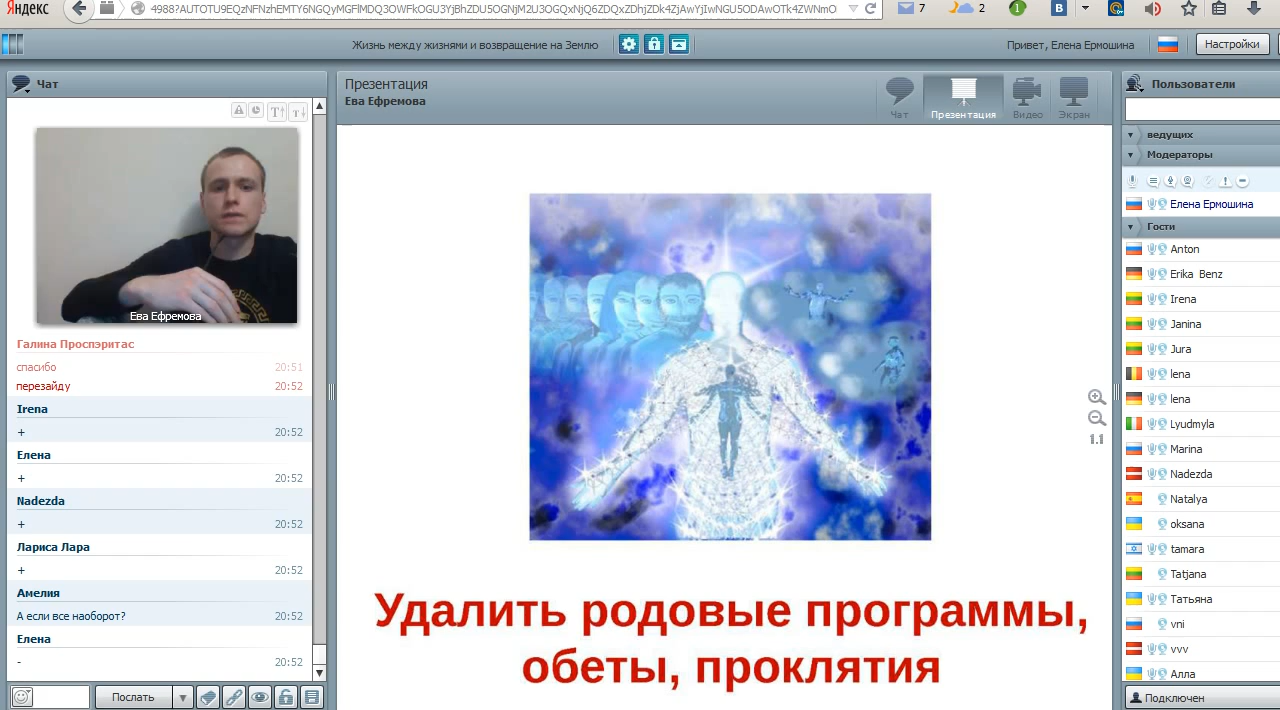 Яндекс
7
2
1
B
Жизнь между жизнями и возвращение на Землю
Привет, Елена Ермошина
Настройки
Чат
Ева Ефремова
Галина Проспэритас
спасибо 20:51
перезайду 20:52
Irena
+ 20:52
Елена
+ 20:52
Nadezda
+ 20:52
Лариса Лара
+ 20:52
Амелия
А если все наоборот? 20:52
Елена
- 20:52
Послать
Презентация
Ева Ефремова
Чат
Презентация
Видео
Экран
1.1
Удалить родовые программы,
обеты, проклятия
Пользователи
ведущих
Модераторы
Елена Ермошина
Гости
Anton
Erika Benz
Irena
Janina
Jura
lena
lena
Lyudmyla
Marina
Nadezda
Natalya
oksana
tamara
Tatjana
Татьяна
vni
vvv
Алла
Подключен